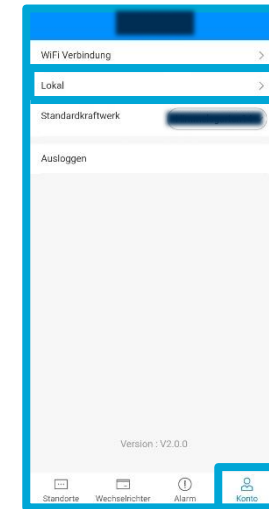 WiFi Verbindung
Lokal
Standardkraftwerk
Ausloggen
Version : V2.0.0
Standorte Wechselrichter Alarm Konto